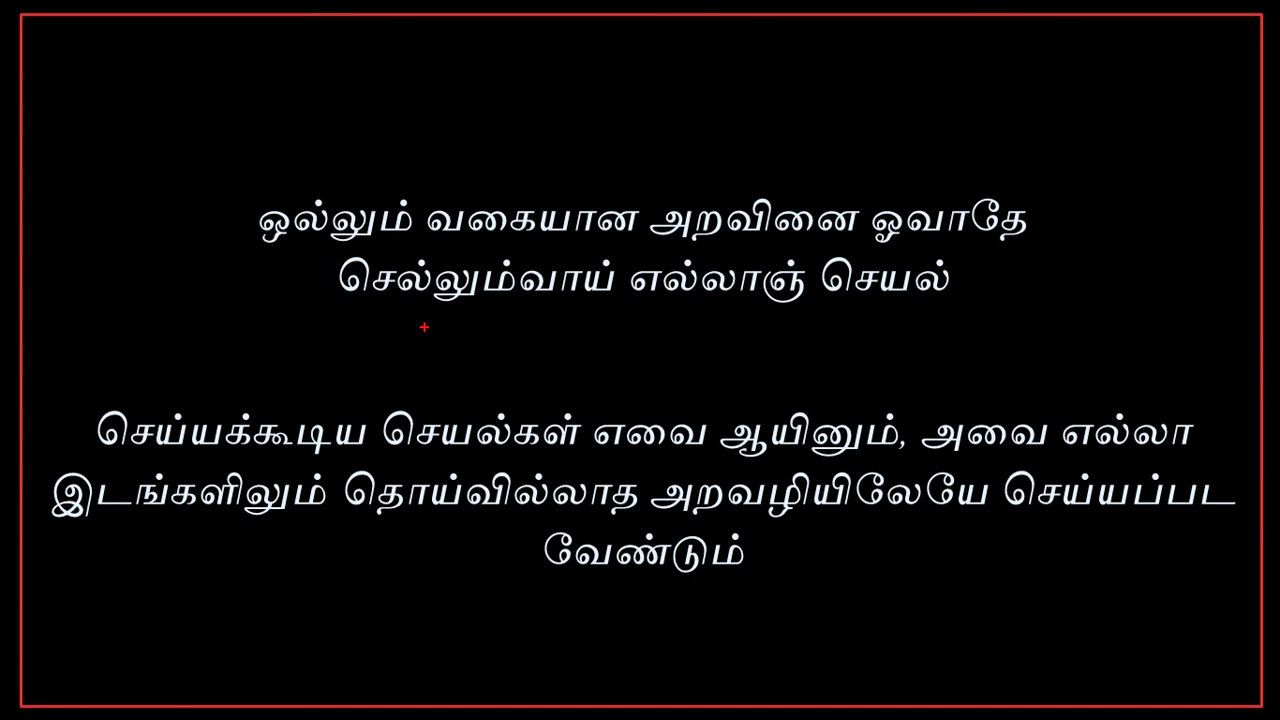 ஒல்லும் வகையான அறவினை ஓவாதே
செல்லும்வாய் எல்லாஞ் செயல்
செய்யக்கூடிய செயல்கள் எவை ஆயினும், அவை எல்லா
இடங்களிலும் தொய்வில்லாத அறவழியிலேயே செய்யப்பட
வேண்டும்